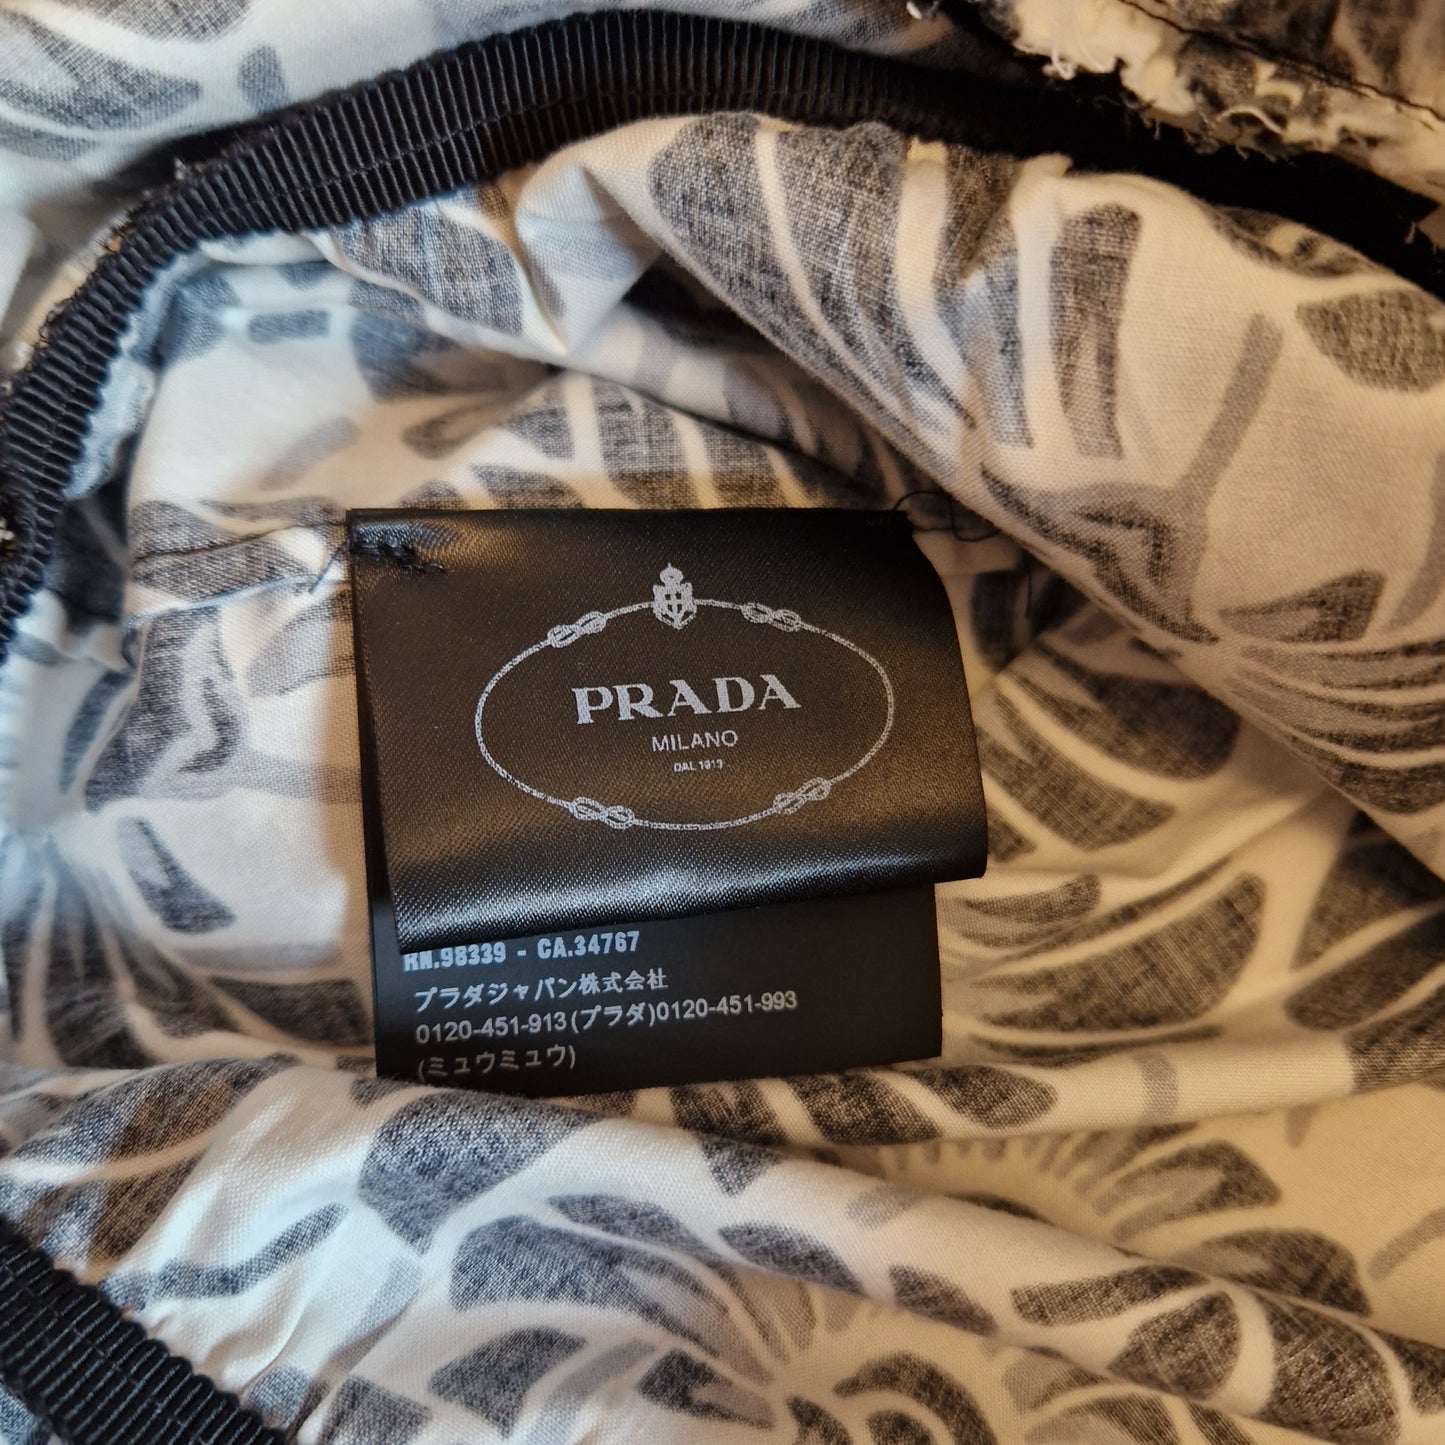 PRADA
MILANO
DAL 1913
RN.98339 - CA.34767
プラダジャパン株式会社
0120-451-913(プラダ)0120-451-993
(ミュウミュウ)